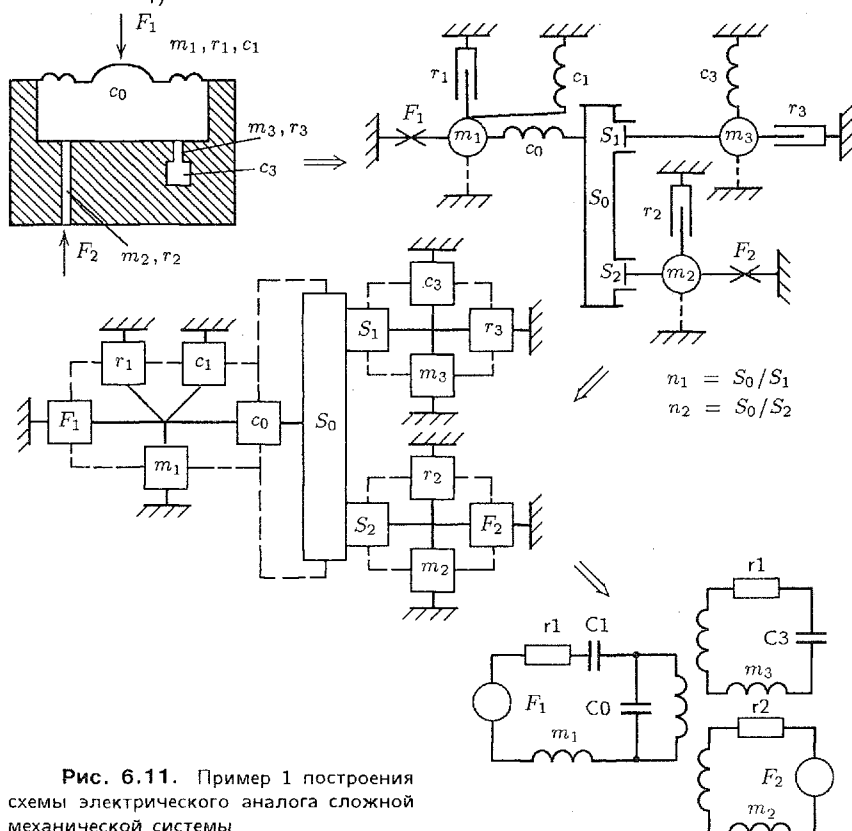 F₁
m₁, r₁, c₁
c₀
m₃, r₃
c₃
F₂
m₂, r₂
r₁
c₁
c₃
F₁
m₁
c₀
S₁
m₃
r₃
S₀
r₂
F₂
S₂
m₂
c₃
S₁
r₃
m₃
r₁
c₁
F₁
c₀
S₀
m₁
r₂
S₂
F₂
m₂
n₁ = S₀/S₁
n₂ = S₀/S₂
r1
C1
F₁
C0
m₁
r1
C3
m₃
r2
F₂
m₂
Рис. 6.11. Пример 1 построения
схемы электрического аналога сложной
механической системы